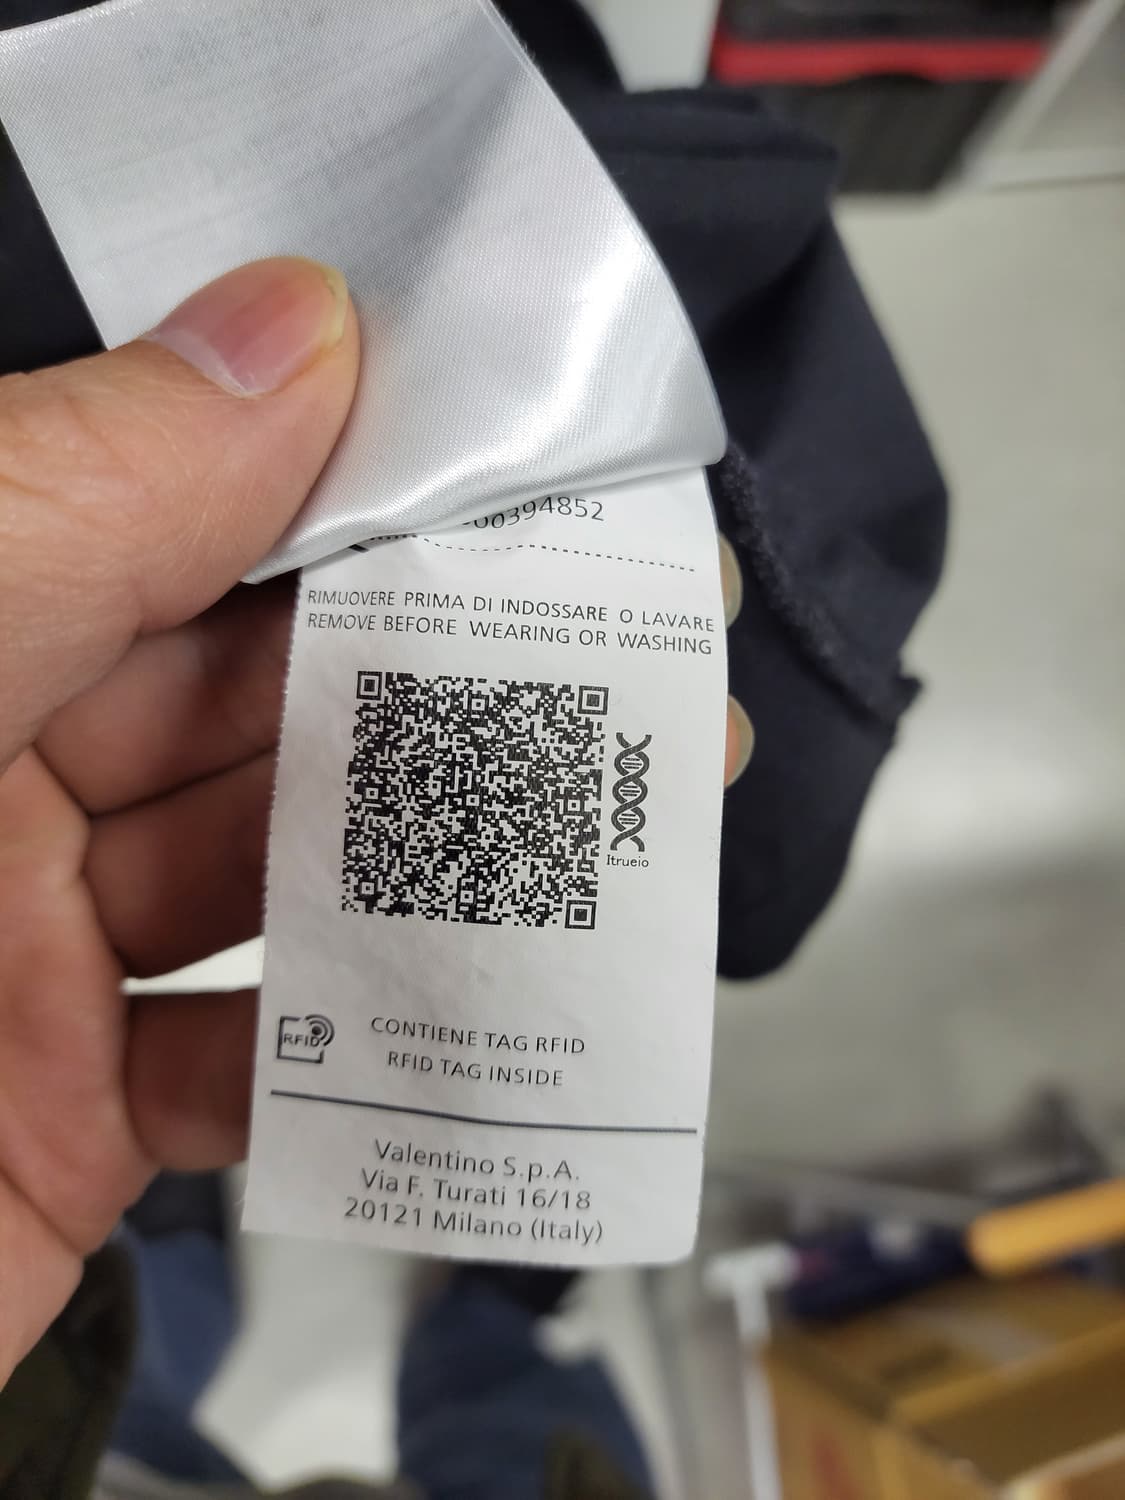 00394852
RIMUOVERE PRIMA DI INDOSSARE O LAVARE
REMOVE BEFORE WEARING OR WASHING
Itrueio
RFID
CONTIENE TAG RFID
RFID TAG INSIDE
Valentino S.p.A.
Via F. Turati 16/18
20121 Milano (Italy)